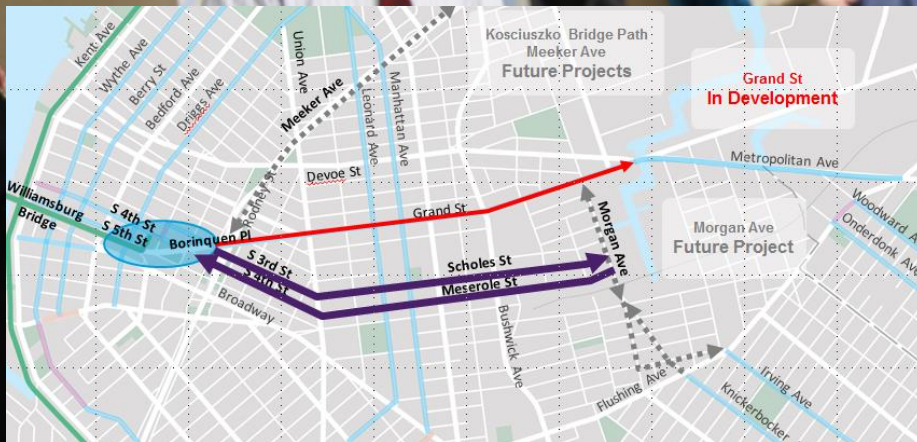 Kent Ave
Wythe Ave
Berry St
Bedford Ave
Driggs Ave
Union Ave
Meeker Ave
Leonard Ave
Manhattan Ave
Kosciuszko Bridge Path
Meeker Ave
Future Projects
Grand St
In Development
Devoe St
Metropolitan Ave
Rodney St
Grand St
Williamsburg
Bridge
S 4th St
S 5th St
Borinquen Pl
S 3rd St
S 4th St
Scholes St
Meserole St
Morgan Ave
Morgan Ave
Future Project
Woodward Ave
Onderdonk Ave
Broadway
Bushwick Ave
Flushing Ave
Irving Ave
Knickerbocker